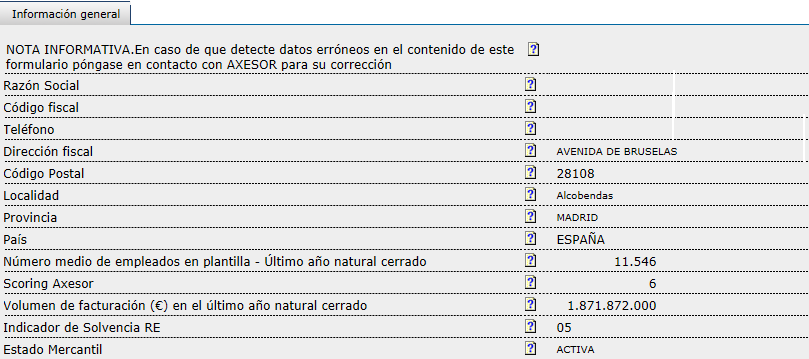 Información general
NOTA INFORMATIVA.En caso de que detecte datos erróneos en el contenido de este
formulario póngase en contacto con AXESOR para su corrección
Razón Social
Código fiscal
Teléfono
Dirección fiscal AVENIDA DE BRUSELAS
Código Postal 28108
Localidad Alcobendas
Provincia MADRID
País ESPAÑA
Número medio de empleados en plantilla - Último año natural cerrado 11.546
Scoring Axesor 6
Volumen de facturación (€) en el último año natural cerrado 1.871.872.000
Indicador de Solvencia RE 05
Estado Mercantil ACTIVA